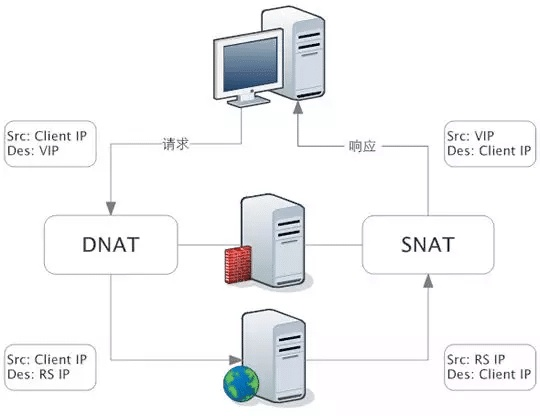 Src: Client IP
Des: VIP
请求
响应
Src: VIP
Des: Client IP
DNAT
SNAT
Src: Client IP
Des: RS IP
Src: RS IP
Des: Client IP